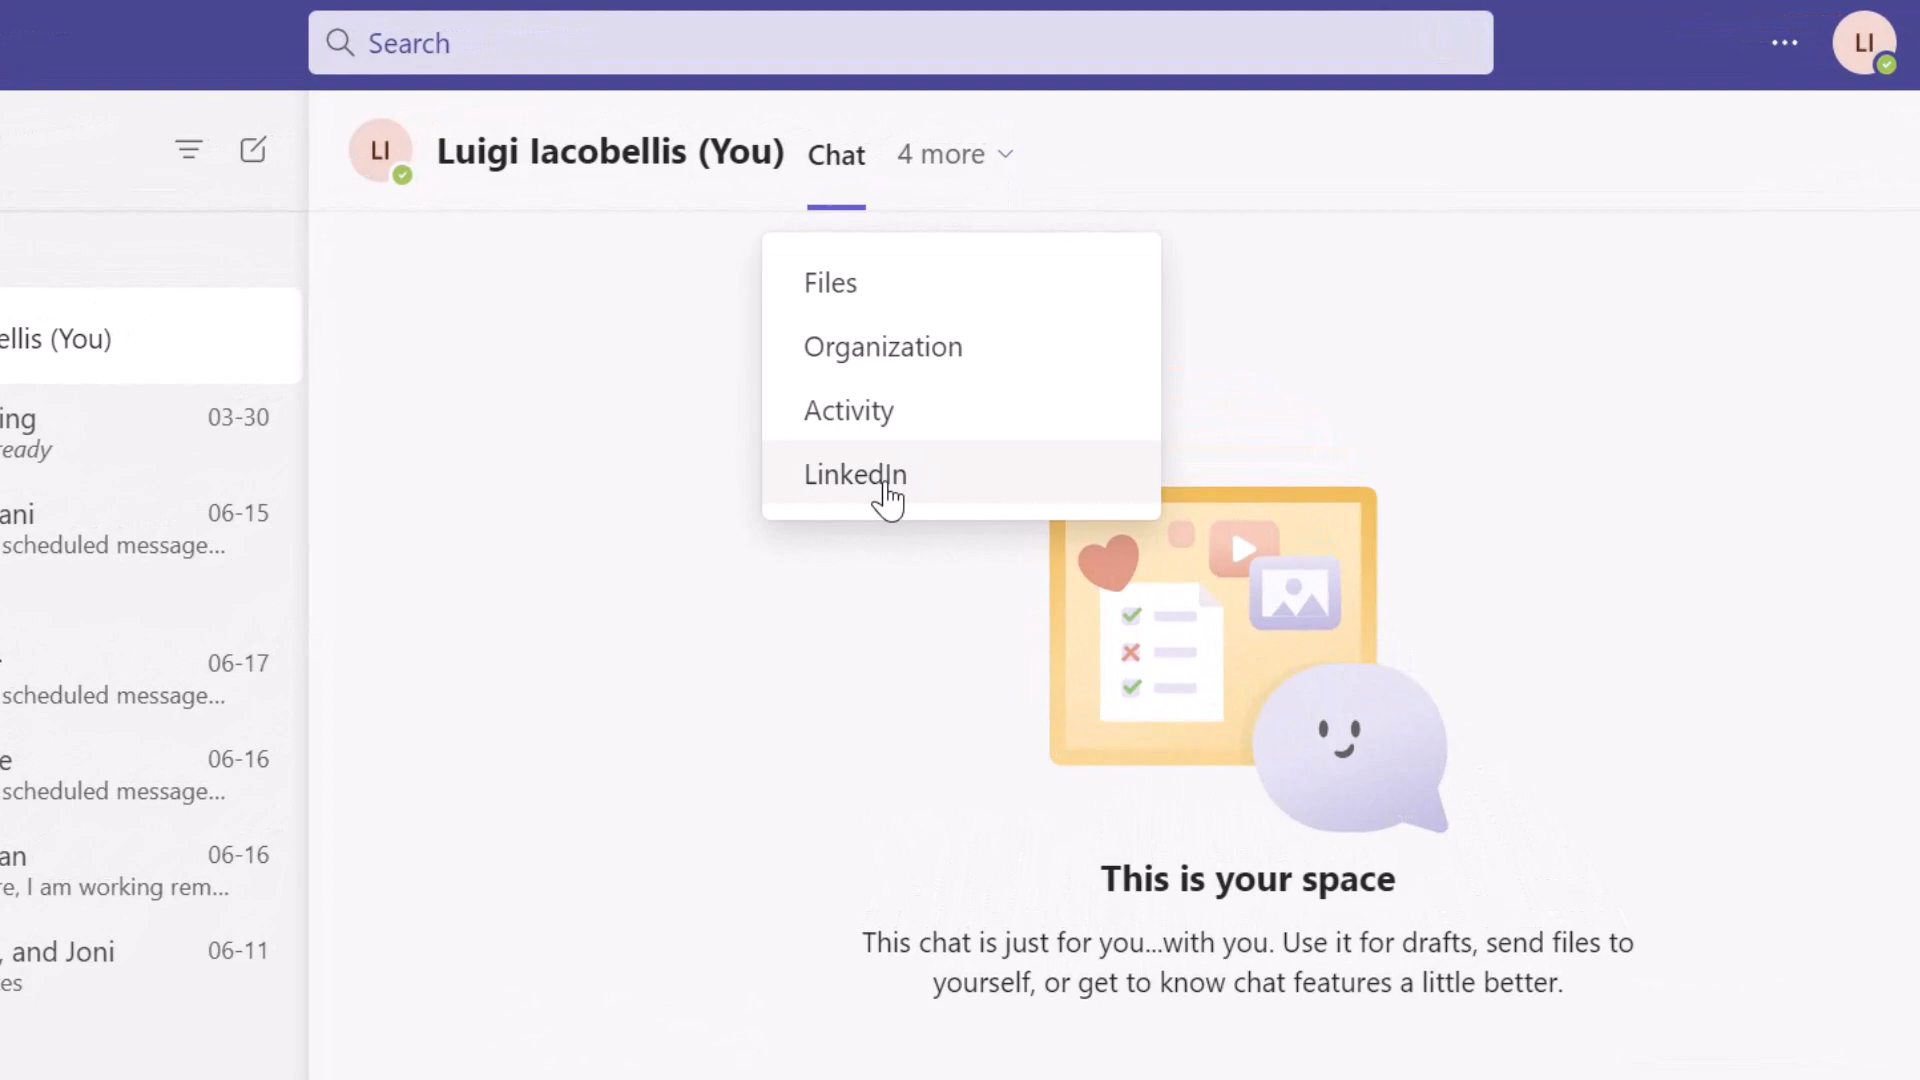 Search
LI
LI
Luigi Iacobellis (You)
Chat
4 more
ellis (You)
ing
03-30
ready
ani
06-15
scheduled message...
06-17
scheduled message...
e
06-16
scheduled message...
an
06-16
re, I am working rem...
, and Joni
06-11
es
Files
Organization
Activity
LinkedIn
This is your space
This chat is just for you...with you. Use it for drafts, send files to
yourself, or get to know chat features a little better.